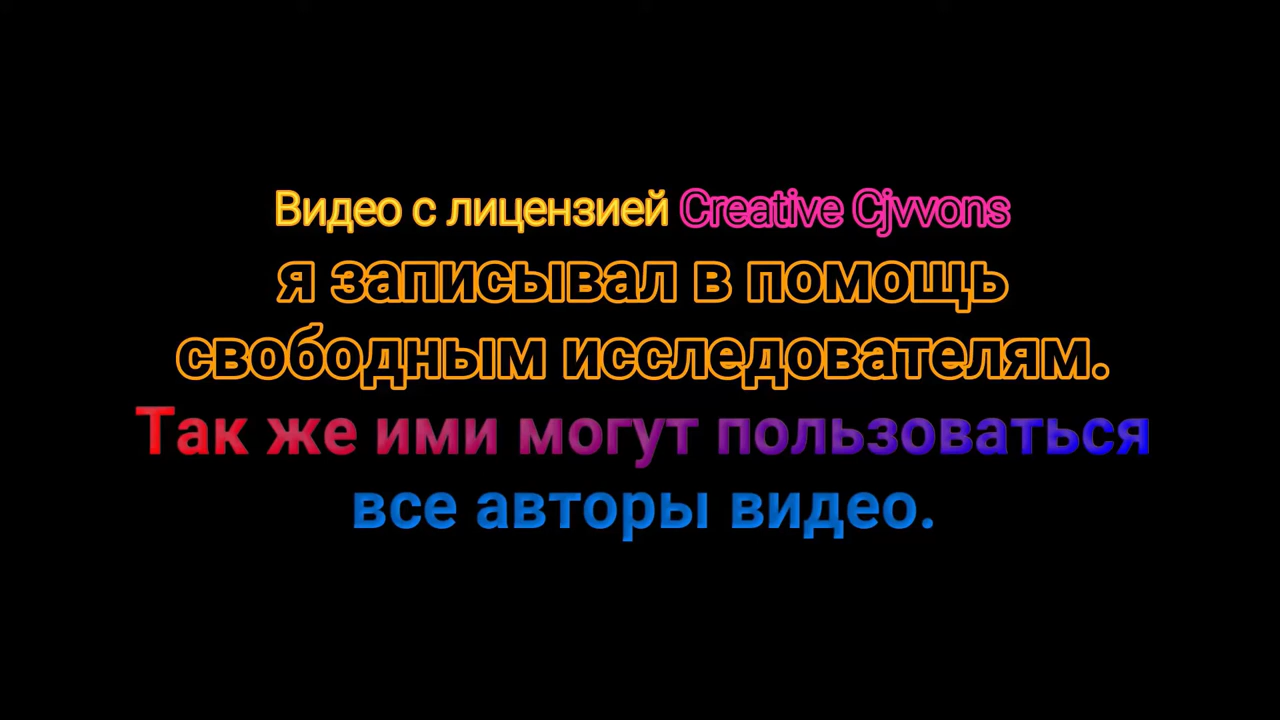 Видео с лицензией Creative Cjvvons
я записывал в помощь
свободным исследователям.
Так же ими могут пользоваться
все авторы видео.